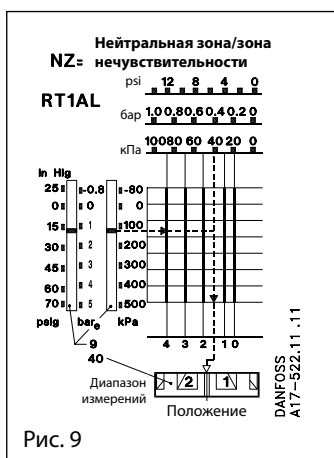 NZ= Нейтральная зона/зона
нечувствительности
psi 12 8 4 0
RT1AL
бар 1.0 0.8 0.6 0.4 0.2 0
кПа 100 80 60 40 20 0
in Hlg
25 -0.8 -80
0 0 0
15 1 100
30 2 200
45 3 300
60 4 400
70 5 500
psig bare kPa
4 3 2 1 0
9
40
Диапазон
измерений
2 1
Положение
DANFOSS
A17-522.11 .11
Рис. 9